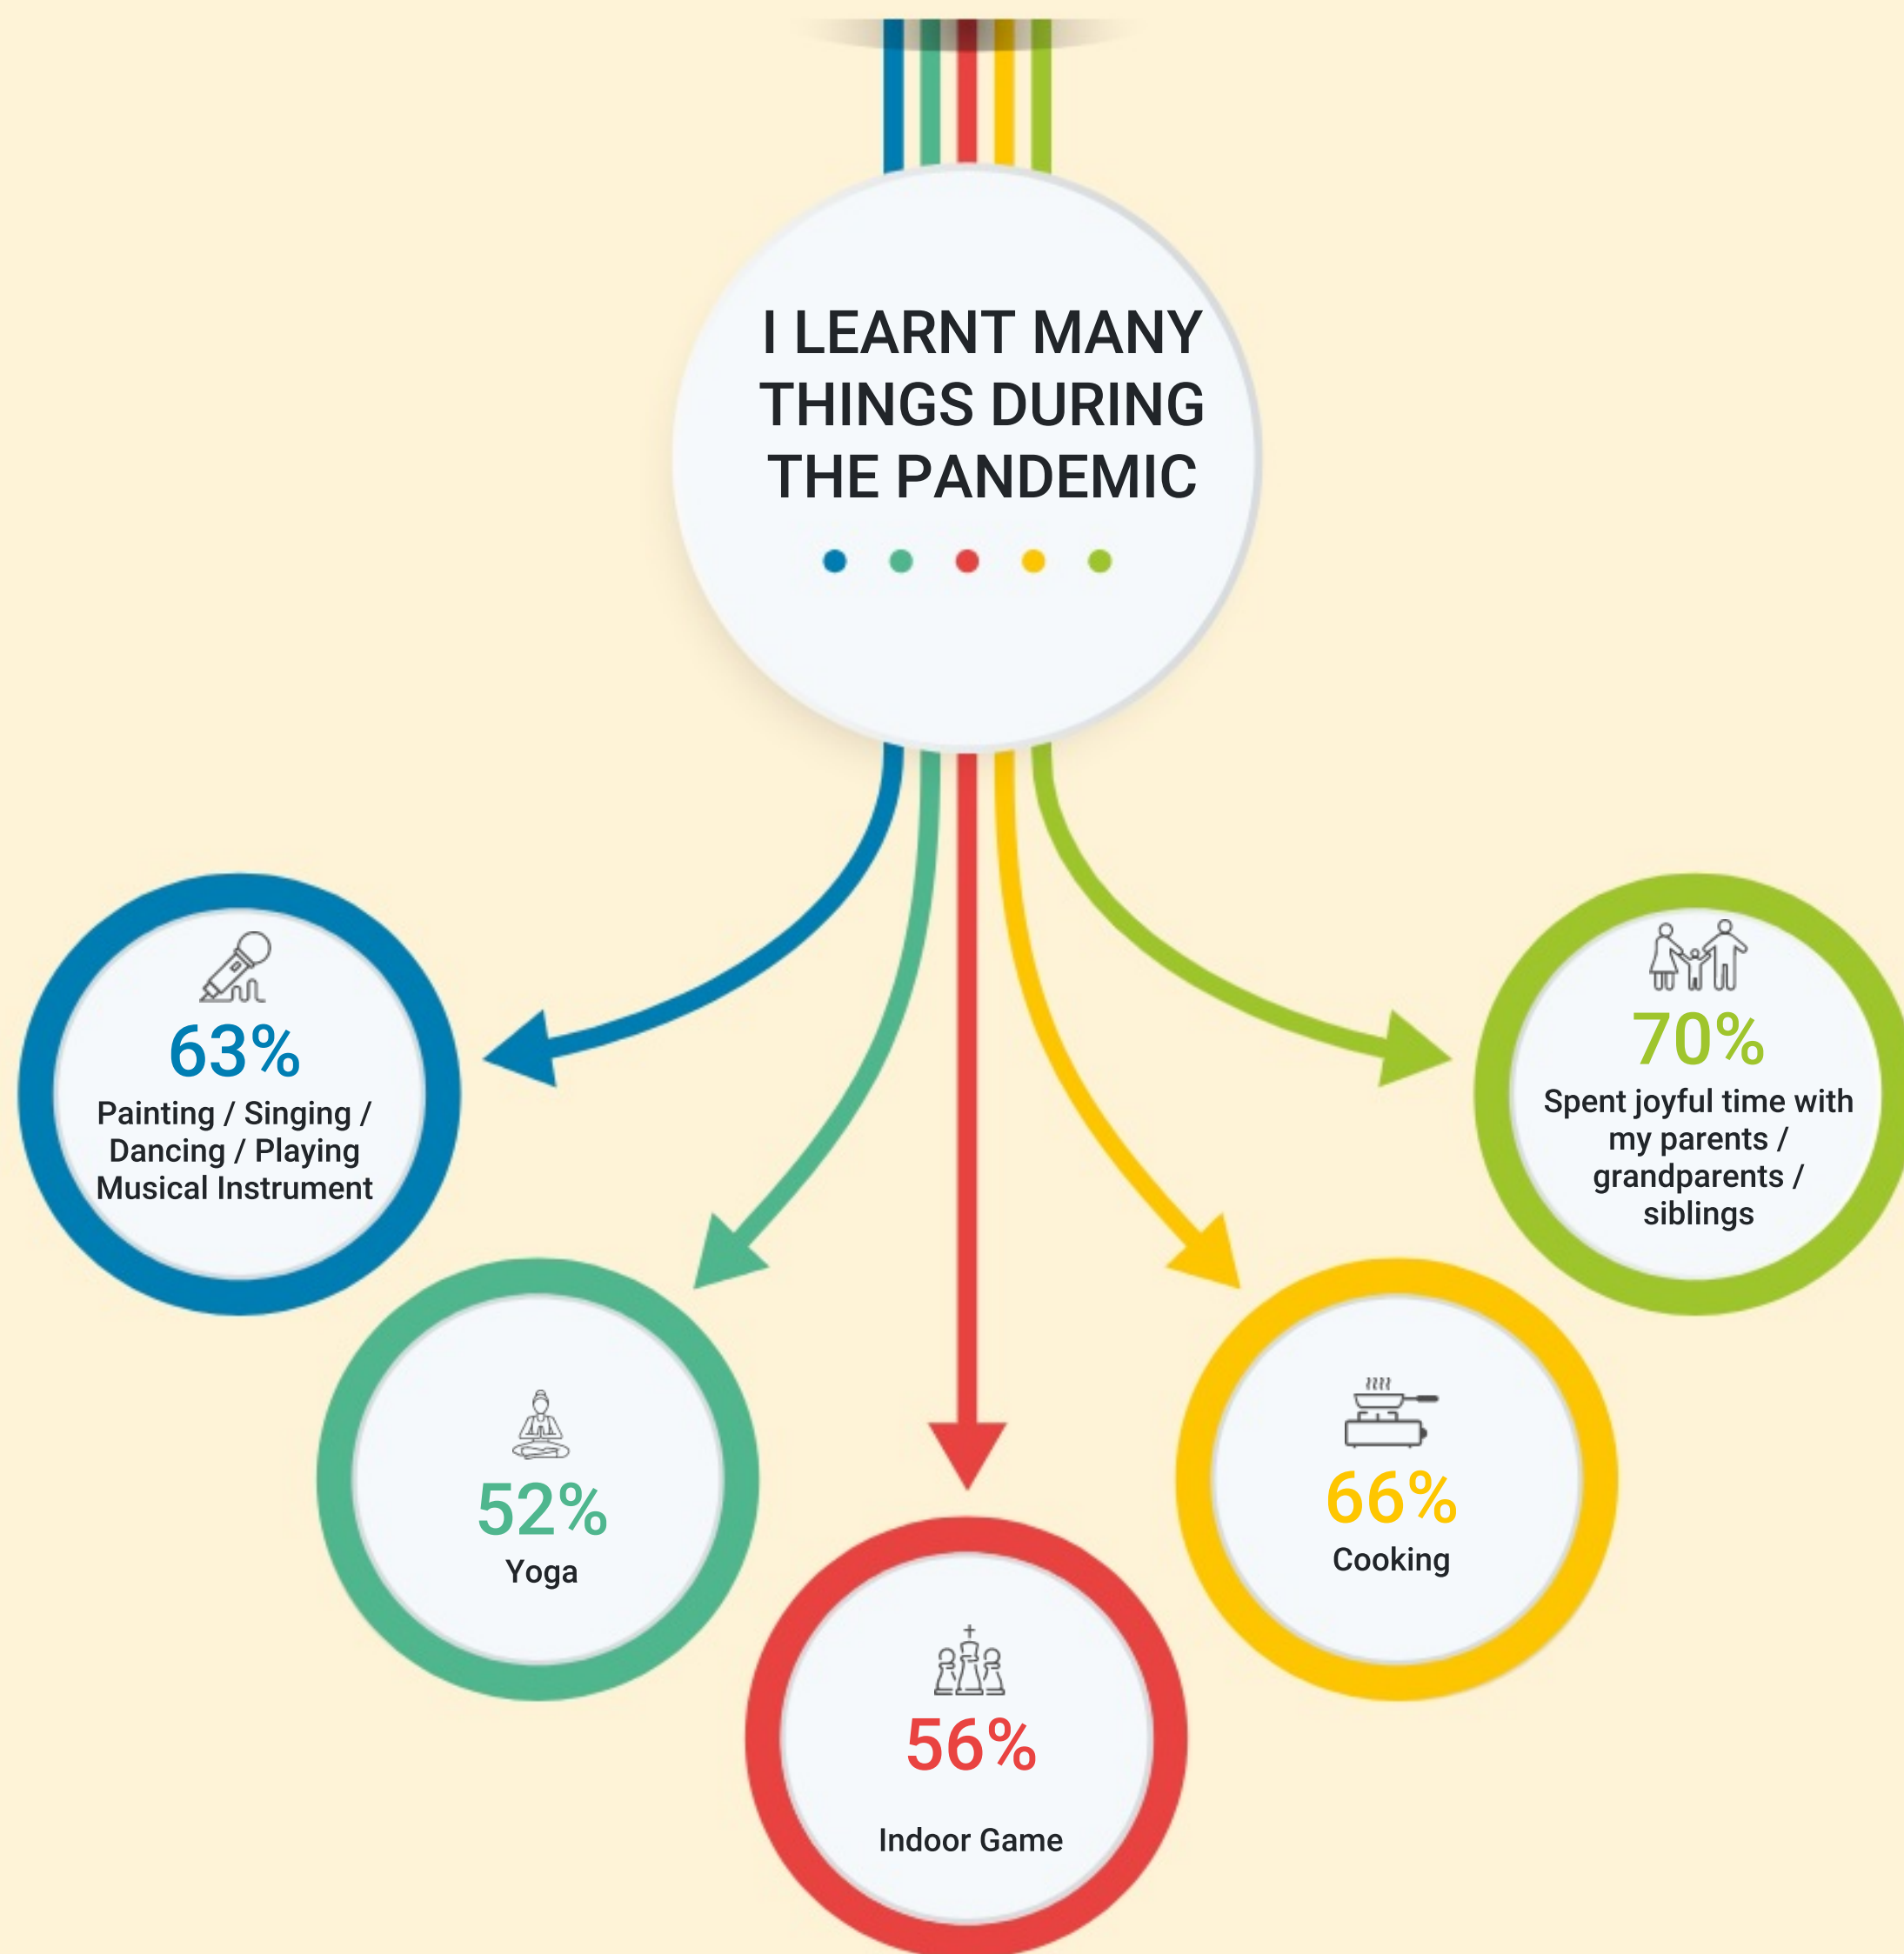 I LEARNT MANY
THINGS DURING
THE PANDEMIC
63%
Painting / Singing /
Dancing / Playing
Musical Instrument
52%
Yoga
56%
Indoor Game
66%
Cooking
70%
Spent joyful time with
my parents /
grandparents /
siblings